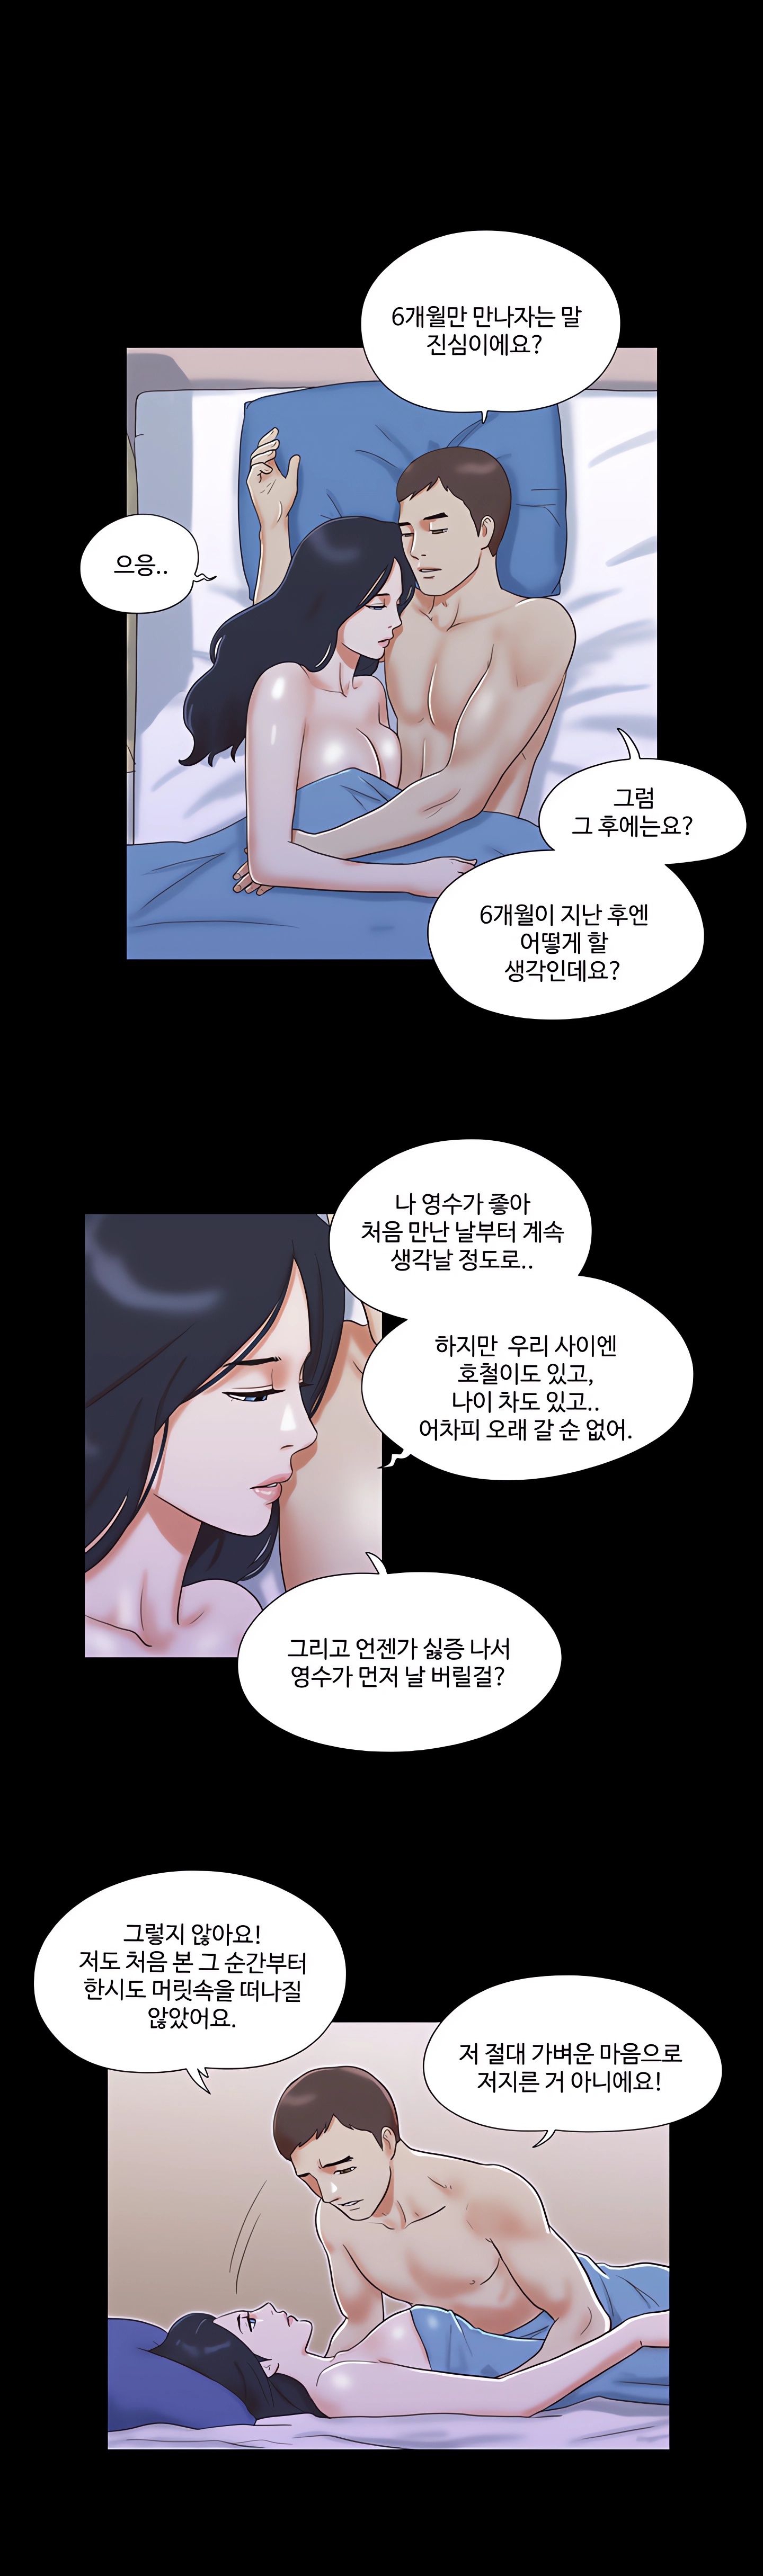 6개월만 만나자는 말
진심이에요?
으응..
그럼
그 후에는요?
6개월이 지난 후엔
어떻게 할
생각인데요?
나 영수가 좋아
처음 만난 날부터 계속
생각날 정도로..
하지만 우리 사이엔
호철이도 있고,
나이 차도 있고..
어차피 오래 갈 순 없어.
그리고 언젠가 싫증 나서
영수가 먼저 날 버릴걸?
그렇지 않아요!
저도 처음 본 그 순간부터
한시도 머릿속을 떠나질
않았어요.
저 절대 가벼운 마음으로
저지른 거 아니에요!